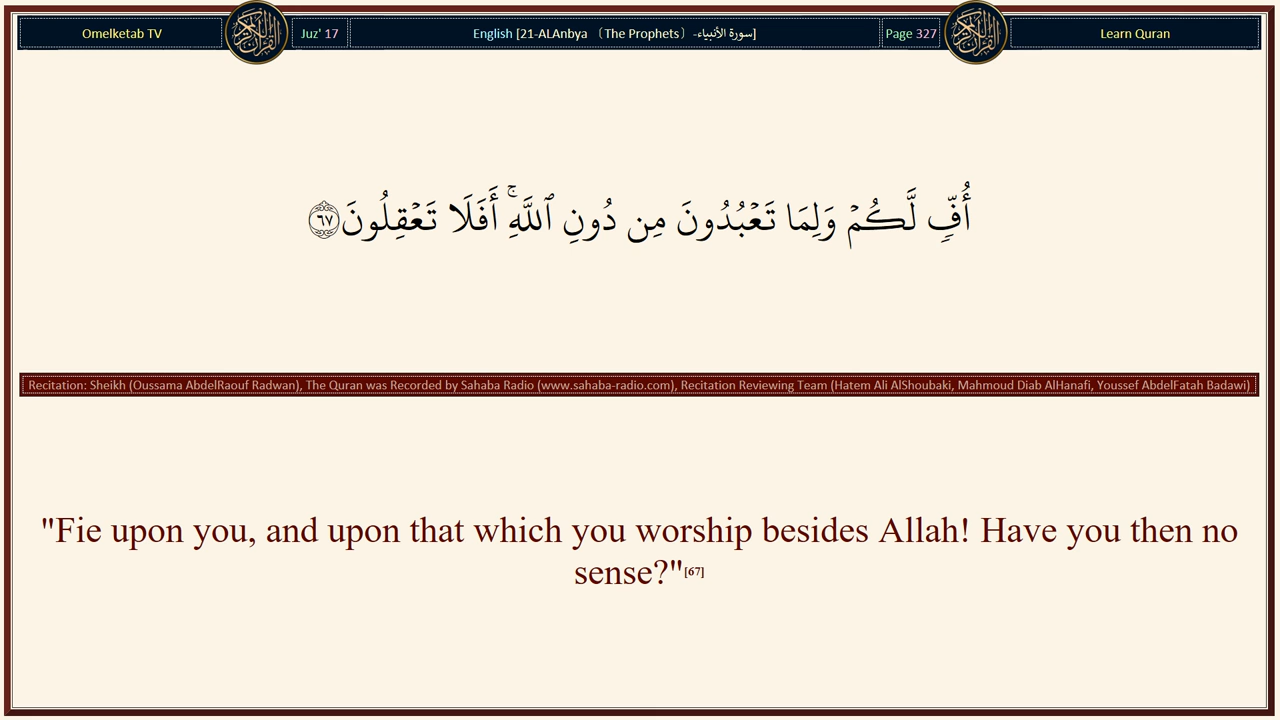 Omelketab TV
Juz' 17
English [21-ALAnbya 〔The Prophets〕 -سورة الأنبياء]
Page 327
Learn Quran
أُفّٖ لَّكُمۡ وَلِمَا تَعۡبُدُونَ مِن دُونِ ٱللَّهِۚ أَفَلَا تَعۡقِلُونَ ٦٧
Recitation: Sheikh (Oussama AbdelRaouf Radwan), The Quran was Recorded by Sahaba Radio (www.sahaba-radio.com), Recitation Reviewing Team (Hatem Ali AlShoubaki, Mahmoud Diab AlHanafi, Youssef AbdelFatah Badawi)
"Fie upon you, and upon that which you worship besides Allah! Have you then no
sense?"[67]